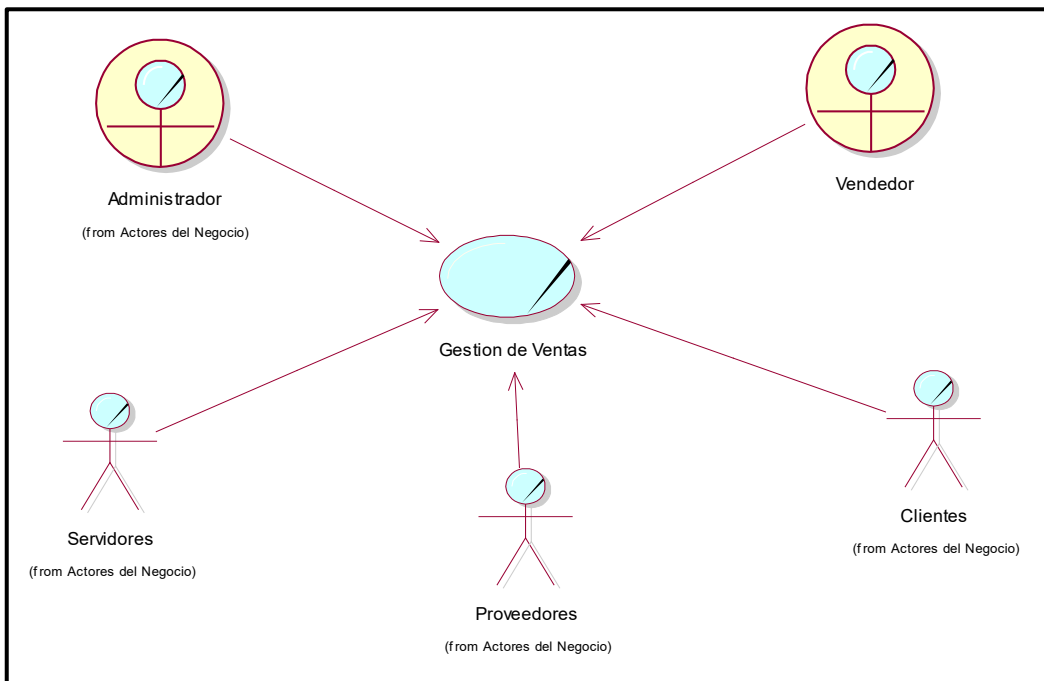 Administrador
(from Actores del Negocio)
Vendedor
Gestion de Ventas
Servidores
(from Actores del Negocio)
Proveedores
(from Actores del Negocio)
Clientes
(from Actores del Negocio)